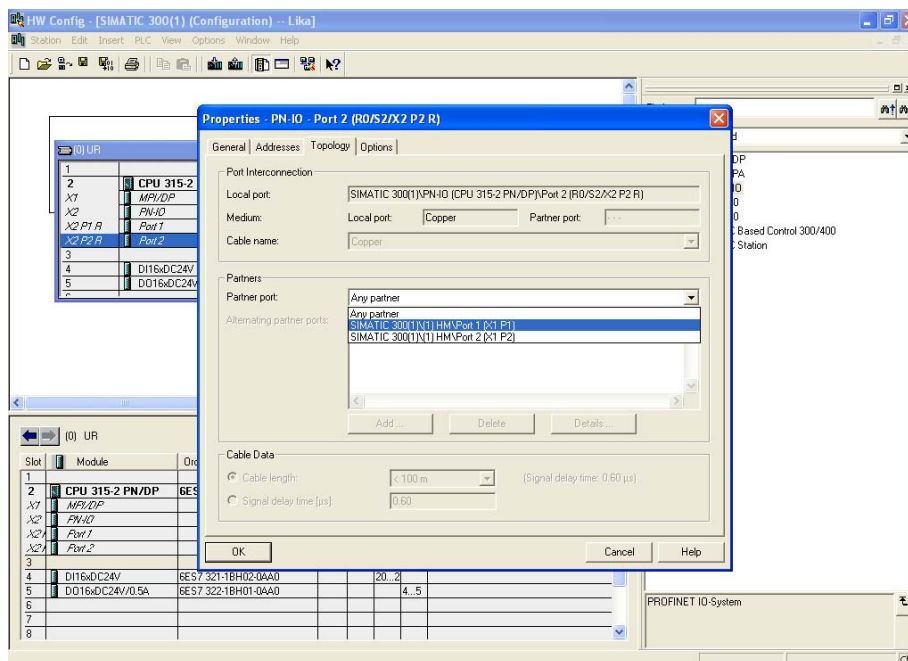 HW Config - [SIMATIC 300(1) (Configuration) -- Lika]
Station Edit Insert PLC View Options Window Help
Properties - PN-IO - Port 2 (R0/S2/X2 P2 R)
General Addresses Topology Options
Port Interconnection
Local port: SIMATIC 300(1)\PN-IO (CPU 315-2 PN/DP)\Port 2 (R0/S2/X2 P2 R)
Medium: Local port: Copper Partner port: ---
Cable name: Copper
Partners
Partner port: Any partner
Any partner
Alternating partner ports:
SIMATIC 300(1)\(1) HM\Port 1 (X1 P1)
SIMATIC 300(1)\(1) HM\Port 2 (X1 P2)
Add ... Delete Details ...
Cable Data
Cable length: < 100 m (Signal delay time: 0.60 µs)
Signal delay time [µs]: 0.60
OK Cancel Help
(0) UR
1
2 CPU 315-2
X1 MPI/DP
X2 PN-IO
X2 P1 R Port 1
X2 P2 R Port 2
3
4 DI16xDC24V
5 DO16xDC24V
DP
PA
IO
0
0
Based Control 300/400
Station
(0) UR
Slot Module
1
2 CPU 315-2 PN/DP 6ES
X1 MPI/DP
X2 PN-IO
X2 Port 1
X2 Port 2
3
4 DI16xDC24V 6ES7 321-1BH02-0AA0 20...2
5 DO16xDC24V/0.5A 6ES7 322-1BH01-0AA0 4...5
6
7
8
PROFINET IO-System